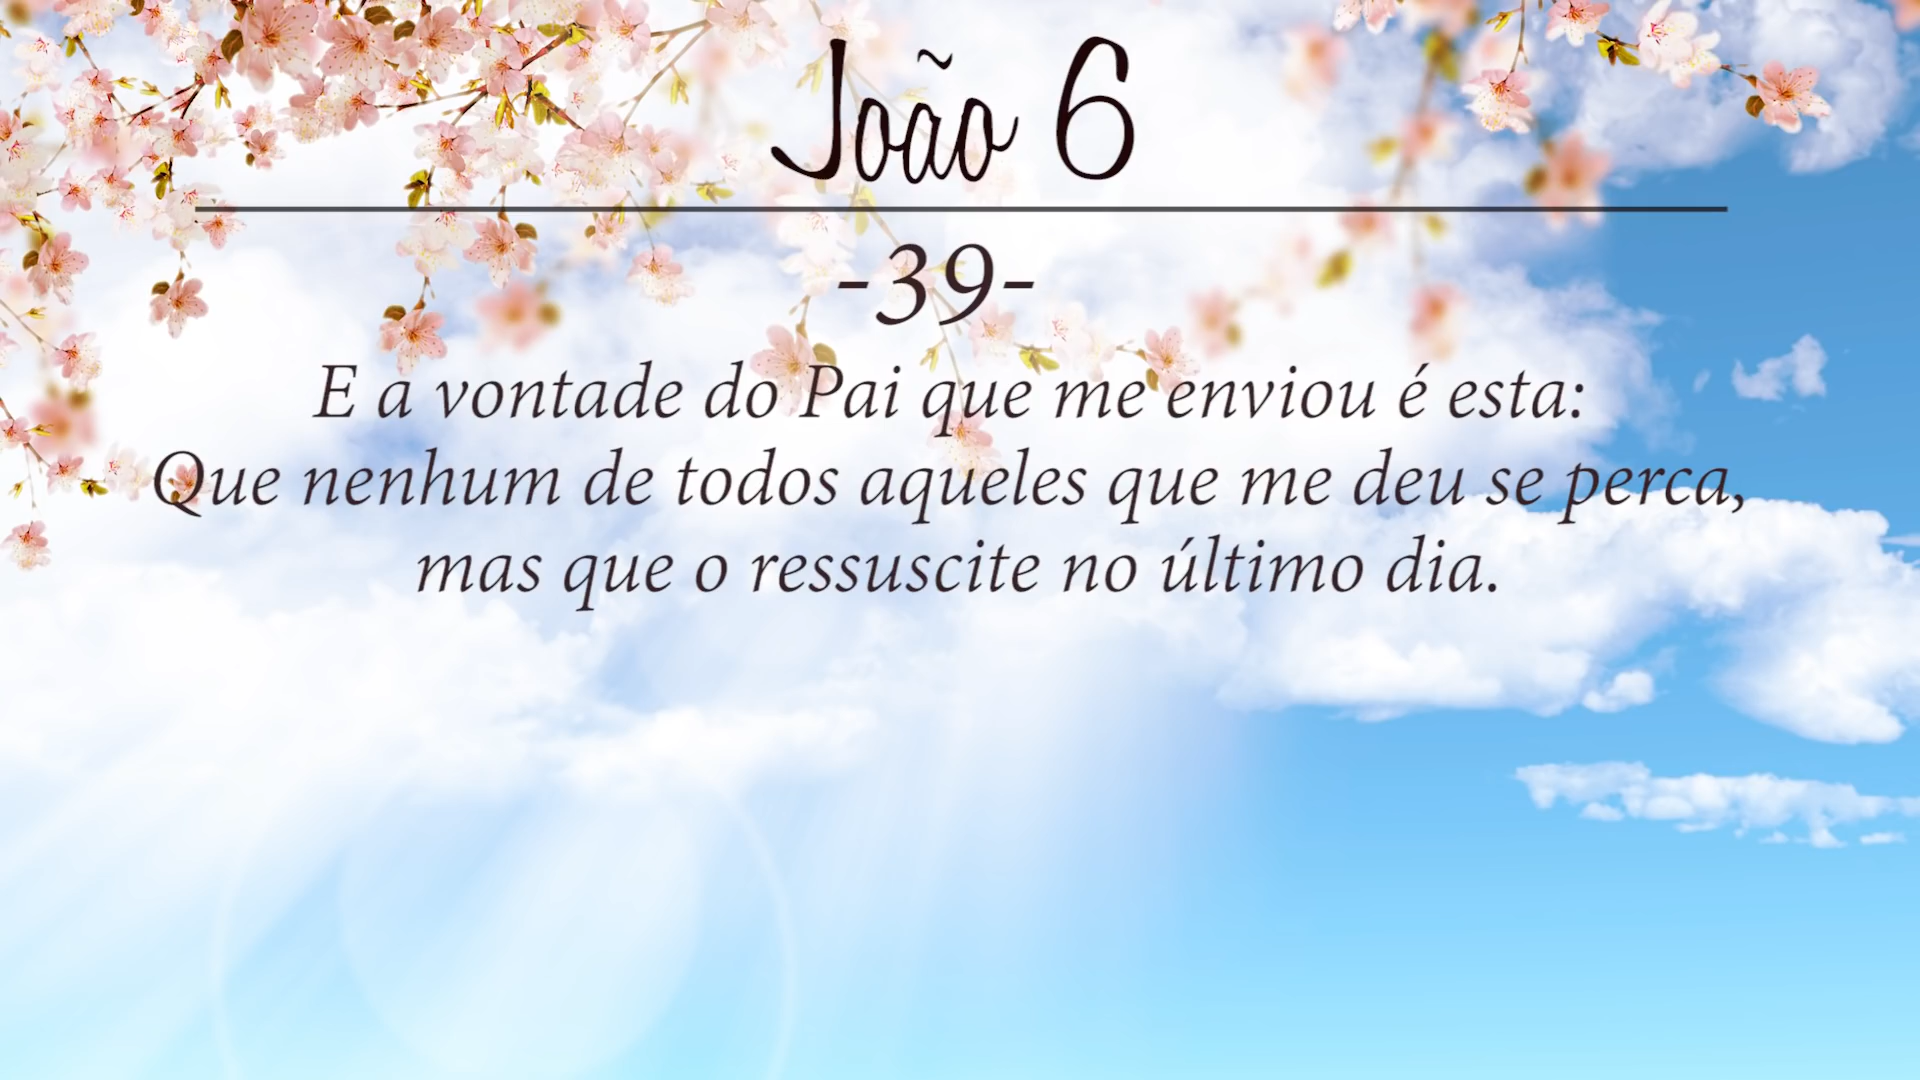 João 6
-39-
E a vontade do Pai que me enviou é esta:
Que nenhum de todos aqueles que me deu se perca,
mas que o ressuscite no último dia.